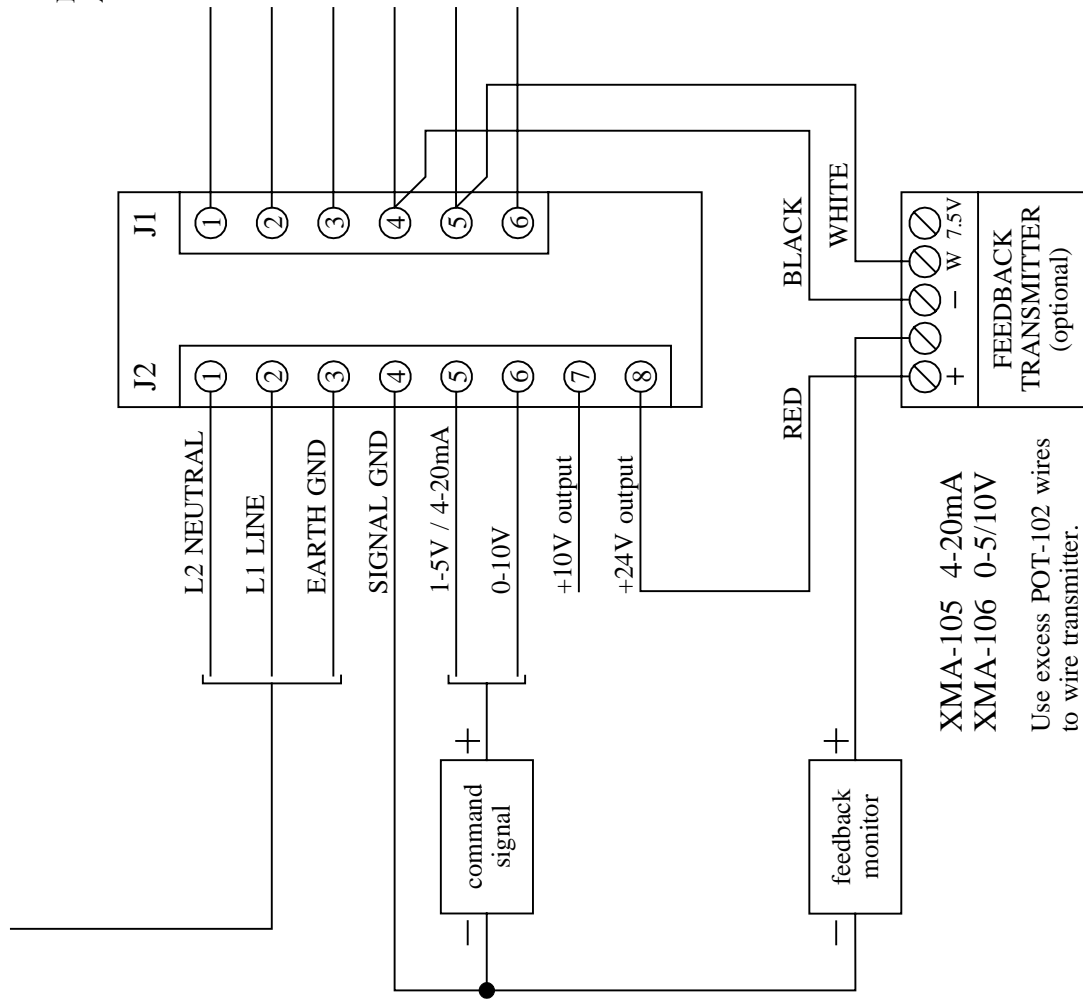 J1
1
2
3
4
5
6
J2
1
2
3
4
5
6
7
8
L2 NEUTRAL
L1 LINE
EARTH GND
SIGNAL GND
1-5V / 4-20mA
0-10V
+10V output
+24V output
BLACK
WHITE
RED
+
−
W
7.5V
FEEDBACK
TRANSMITTER
(optional)
+
command
signal
−
+
feedback
monitor
−
XMA-105 4-20mA
XMA-106 0-5/10V
Use excess POT-102 wires
to wire transmitter.